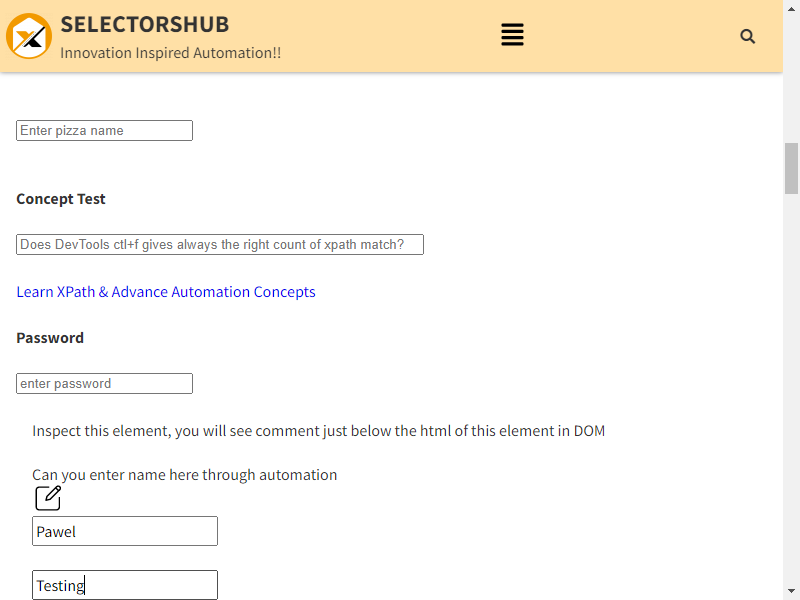 SELECTORSHUB
Innovation Inspired Automation!!
Enter pizza name
Concept Test
Does DevTools ctl+f gives always the right count of xpath match?
Learn XPath & Advance Automation Concepts
Password
enter password
Inspect this element, you will see comment just below the html of this element in DOM
Can you enter name here through automation
Pawel
Testing